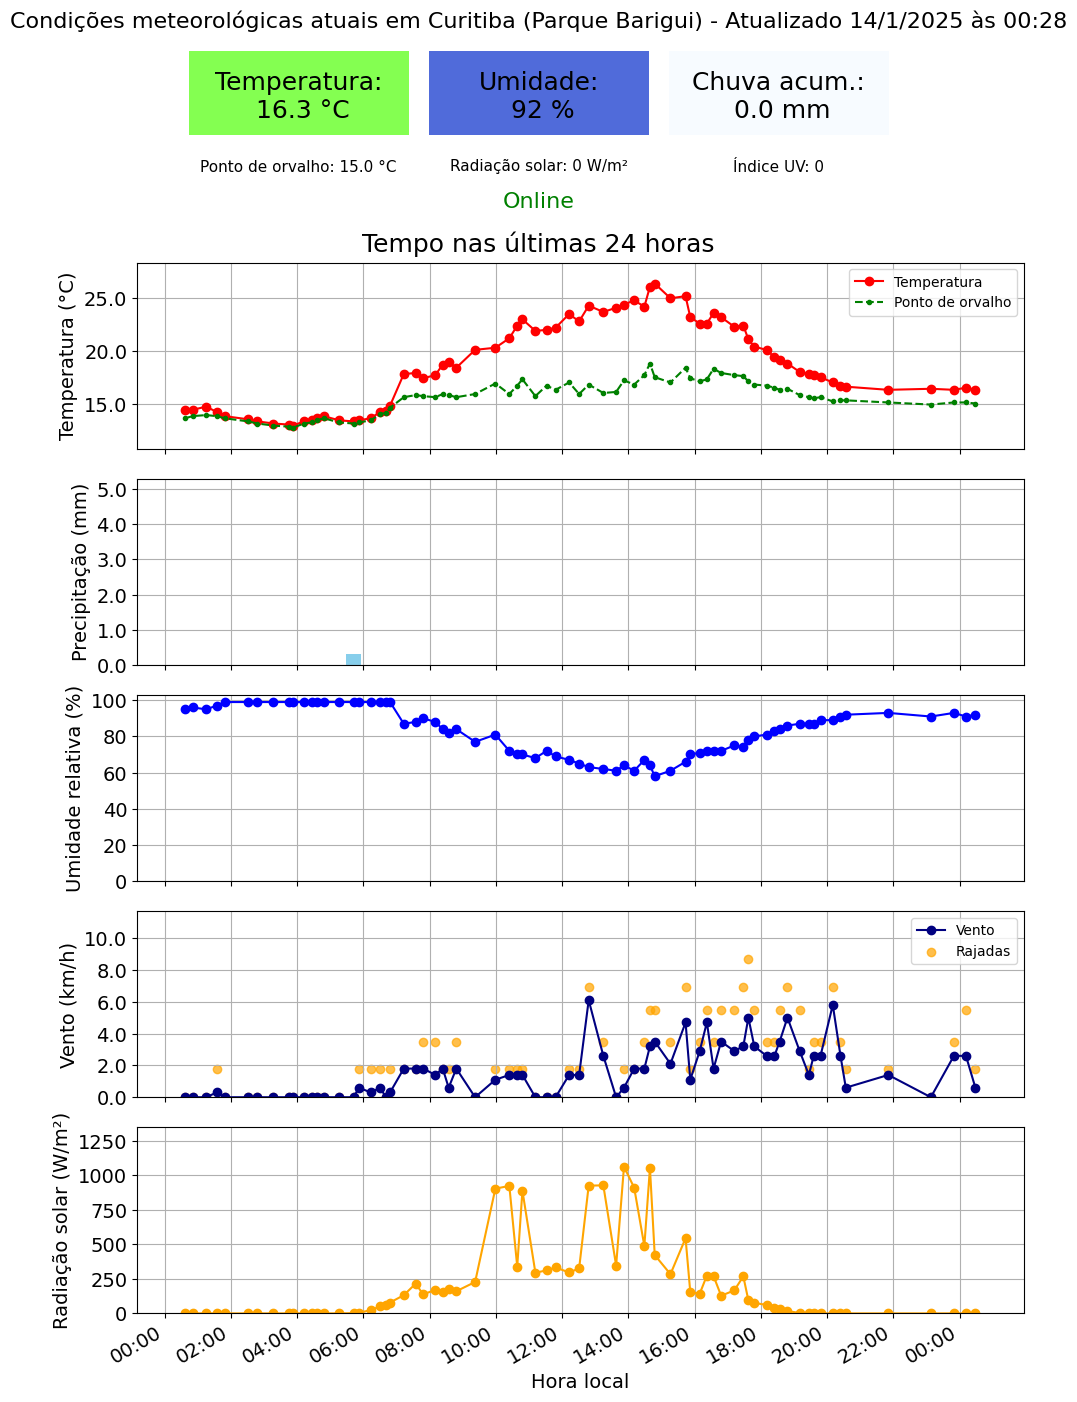 Condições meteorológicas atuais em Curitiba (Parque Barigui) - Atualizado 14/1/2025 às 00:28
Temperatura:
16.3 °C
Umidade:
92 %
Chuva acum.:
0.0 mm
Ponto de orvalho: 15.0 °C
Radiação solar: 0 W/m²
Índice UV: 0
Online
Tempo nas últimas 24 horas
Temperatura (°C)
25.0
20.0
15.0
Temperatura
Ponto de orvalho
Precipitação (mm)
5.0
4.0
3.0
2.0
1.0
0.0
Umidade relativa (%)
100
80
60
40
20
0
Vento (km/h)
10.0
8.0
6.0
4.0
2.0
0.0
Vento
Rajadas
Radiação solar (W/m²)
1250
1000
750
500
250
0
00:00 02:00 04:00 06:00 08:00 10:00 12:00 14:00 16:00 18:00 20:00 22:00 00:00
Hora local